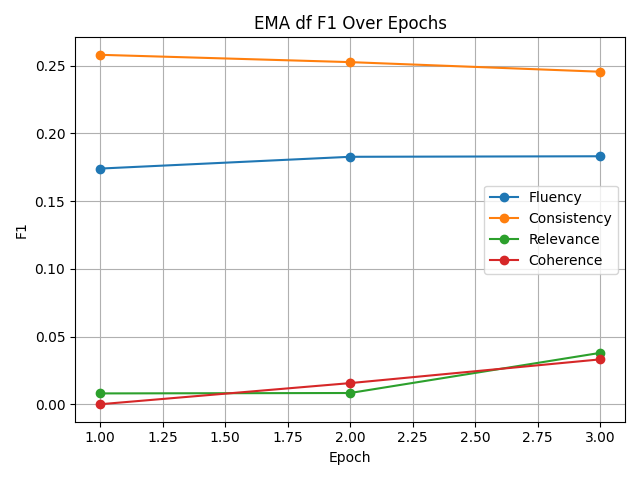 EMA df F1 Over Epochs
F1
0.25
0.20
0.15
0.10
0.05
0.00
Fluency
Consistency
Relevance
Coherence
1.00 1.25 1.50 1.75 2.00 2.25 2.50 2.75 3.00
Epoch